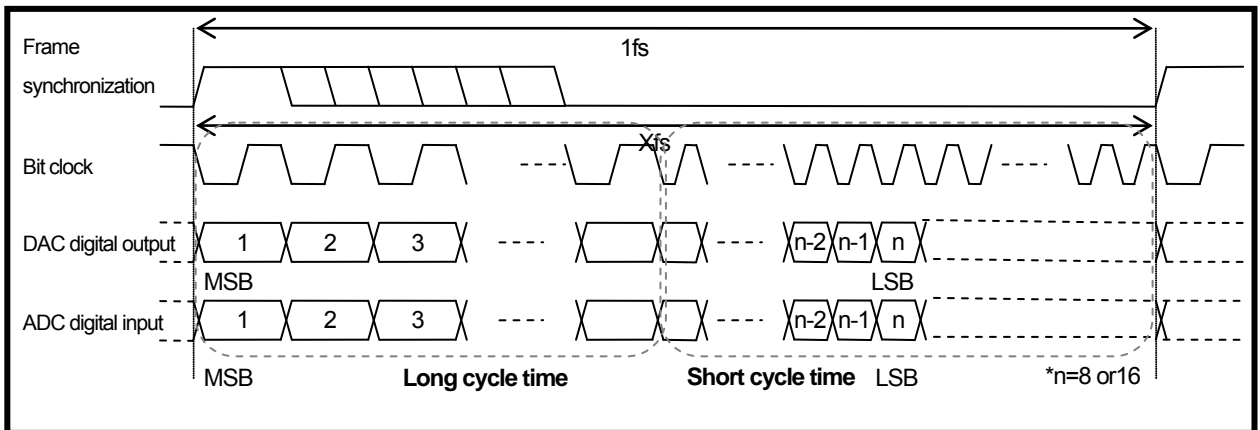 1fs
Frame
synchronization
Xfs
Bit clock
DAC digital output 1 2 3 n-2 n-1 n
MSB LSB
ADC digital input 1 2 3 n-2 n-1 n
MSB Long cycle time Short cycle time LSB *n=8 or16